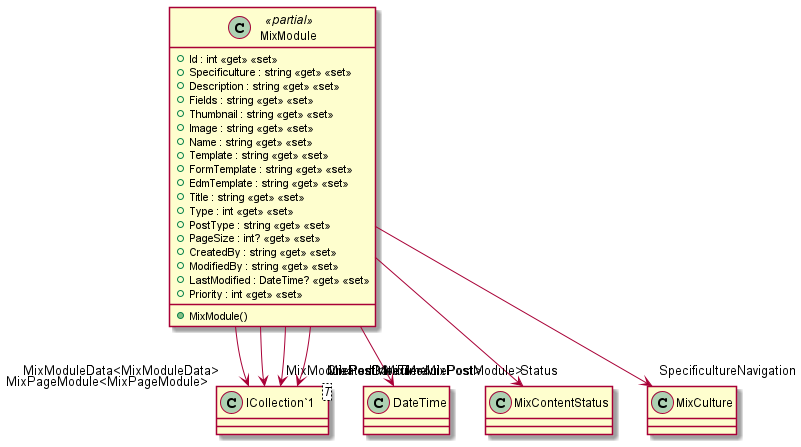 «partial»
C MixModule
Id : int «get» «set»
Specificulture : string «get» «set»
Description : string «get» «set»
Fields : string «get» «set»
Thumbnail : string «get» «set»
Image : string «get» «set»
Name : string «get» «set»
Template : string «get» «set»
FormTemplate : string «get» «set»
EdmTemplate : string «get» «set»
Title : string «get» «set»
Type : int «get» «set»
PostType : string «get» «set»
PageSize : int? «get» «set»
CreatedBy : string «get» «set»
ModifiedBy : string «get» «set»
LastModified : DateTime? «get» «set»
Priority : int «get» «set»
MixModule()
MixModuleData<MixModuleData>
Status
SpecificultureNavigation
MixPageModule<MixPageModule>
C ICollection`1
T
C DateTime
C MixContentStatus
C MixCulture